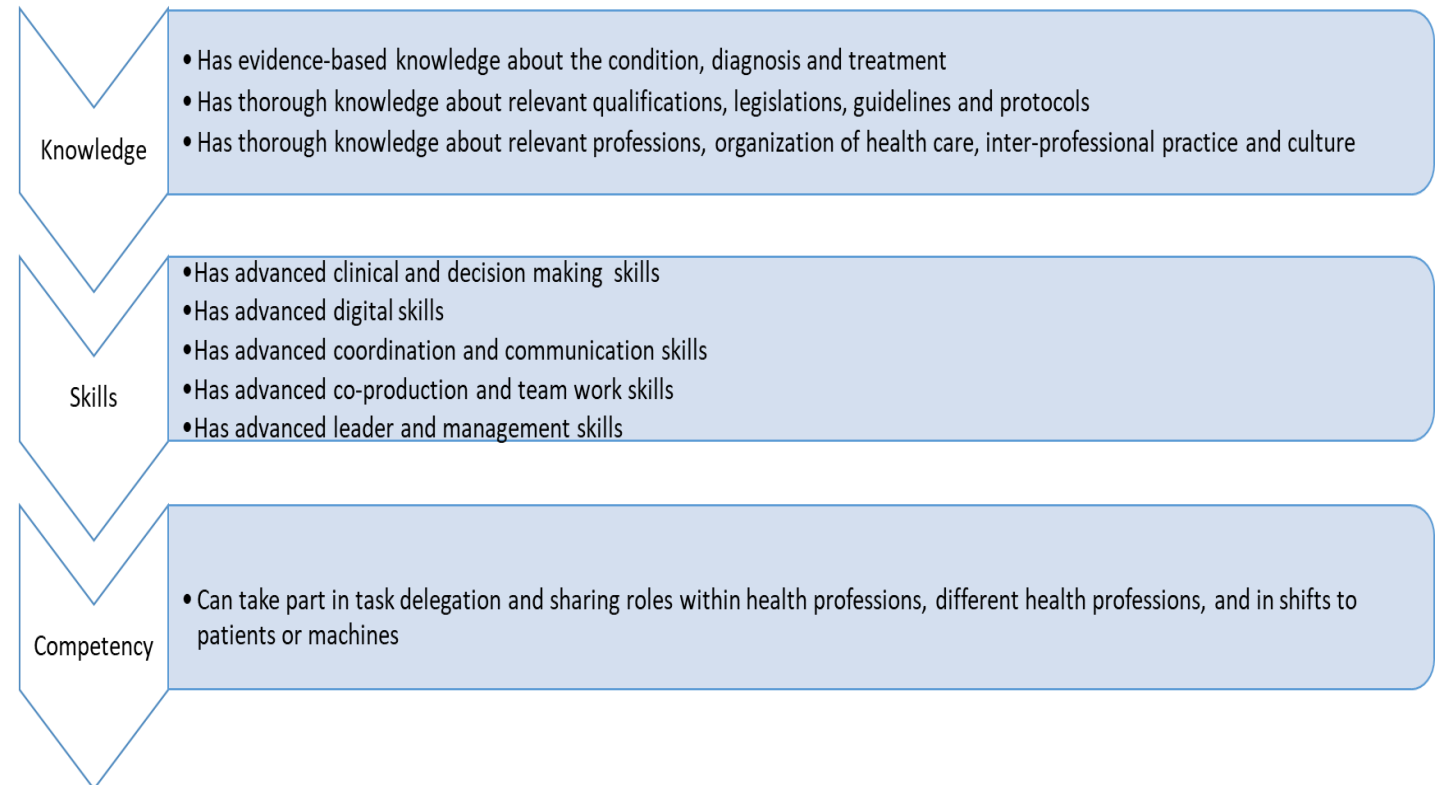 Knowledge
• Has evidence-based knowledge about the condition, diagnosis and treatment
• Has thorough knowledge about relevant qualifications, legislations, guidelines and protocols
• Has thorough knowledge about relevant professions, organization of health care, inter-professional practice and culture
Skills
•Has advanced clinical and decision making skills
•Has advanced digital skills
•Has advanced coordination and communication skills
•Has advanced co-production and team work skills
•Has advanced leader and management skills
Competency
• Can take part in task delegation and sharing roles within health professions, different health professions, and in shifts to
patients or machines